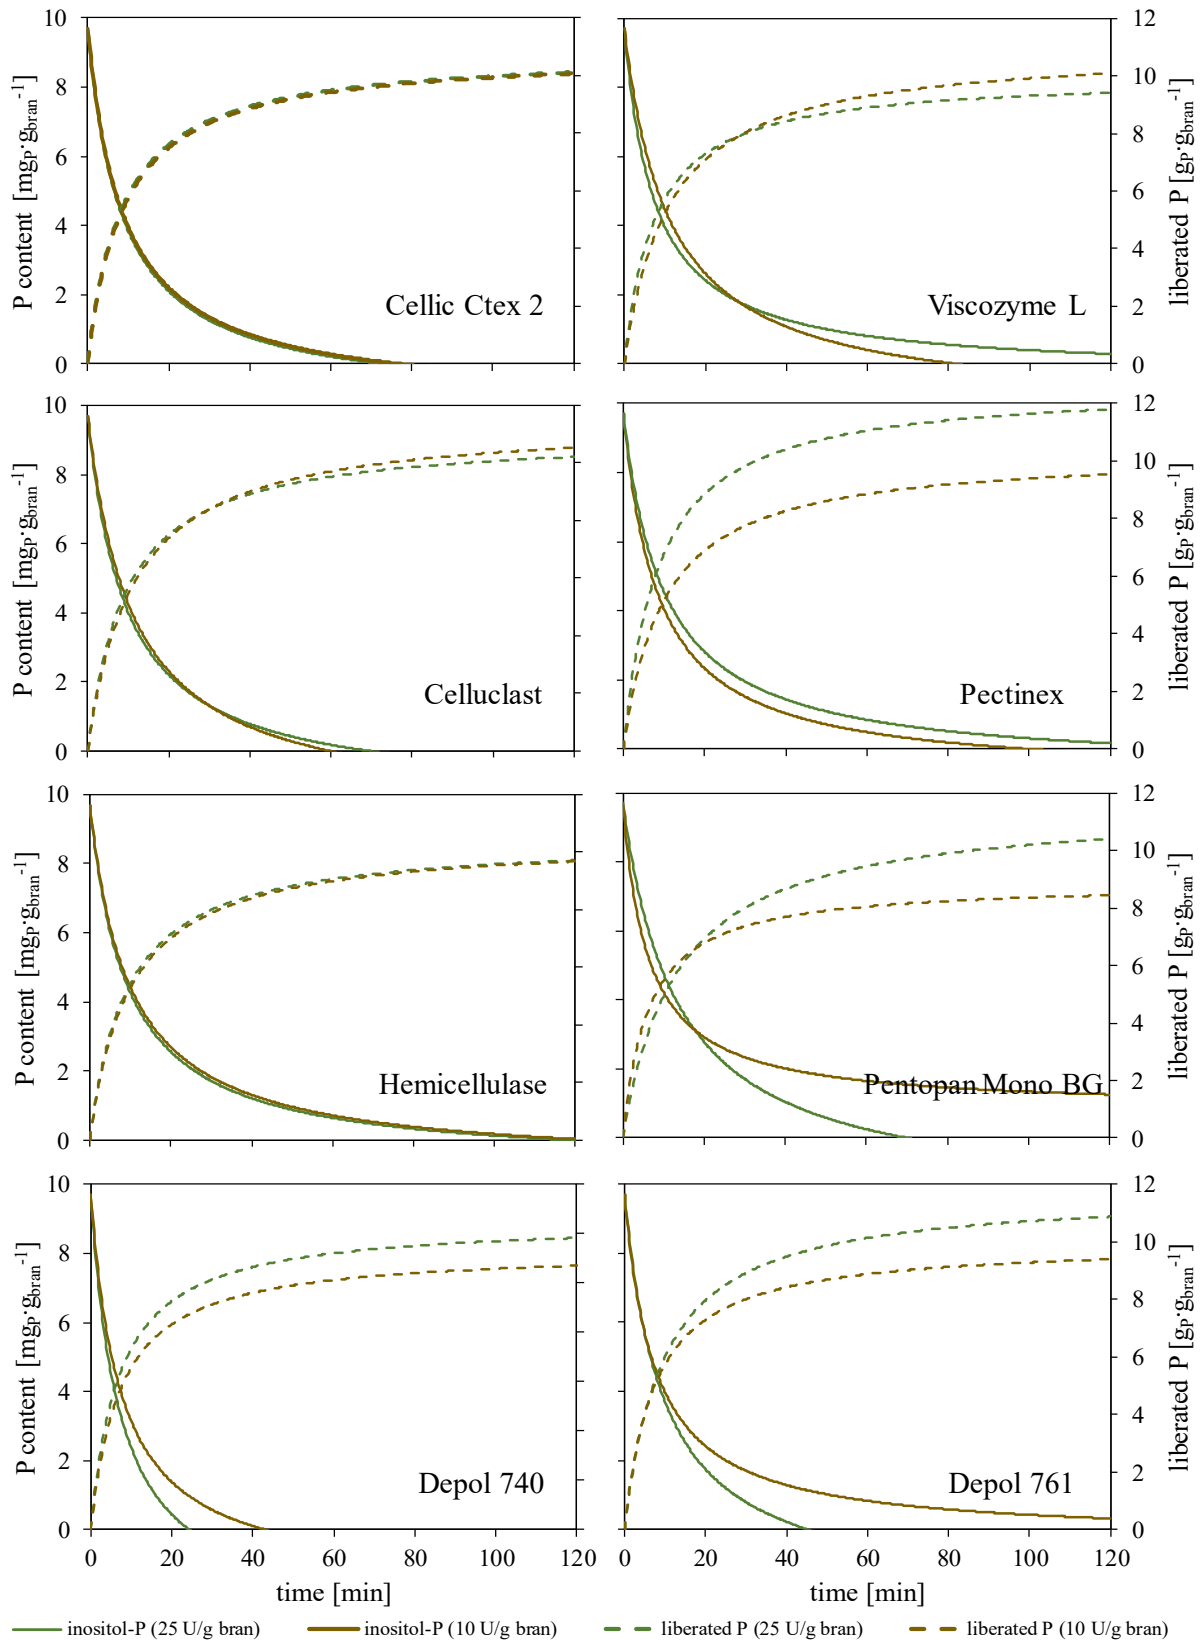 10
8
6
4
2
0
P content [mgP·gbran-1]
Cellic Ctex 2
12
10
8
6
4
2
0
liberated P [gP·gbran-1]
Viscozyme L
10
8
6
4
2
0
P content [mgP·gbran-1]
Celluclast
12
10
8
6
4
2
0
liberated P [gP·gbran-1]
Pectinex
10
8
6
4
2
0
P content [mgP·gbran-1]
Hemicellulase
12
10
8
6
4
2
0
liberated P [gP·gbran-1]
Pentopan Mono BG
10
8
6
4
2
0
P content [mgP·gbran-1]
Depol 740
0 20 40 60 80 100 120
time [min]
12
10
8
6
4
2
0
liberated P [gP·gbran-1]
Depol 761
0 20 40 60 80 100 120
time [min]
inositol-P (25 U/g bran) inositol-P (10 U/g bran) liberated P (25 U/g bran) liberated P (10 U/g bran)